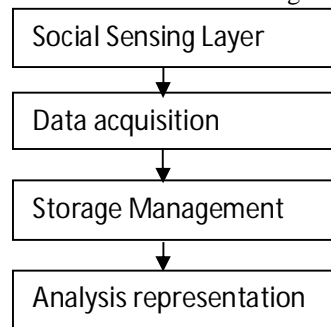 Social Sensing Layer
Data acquisition
Storage Management
Analysis representation